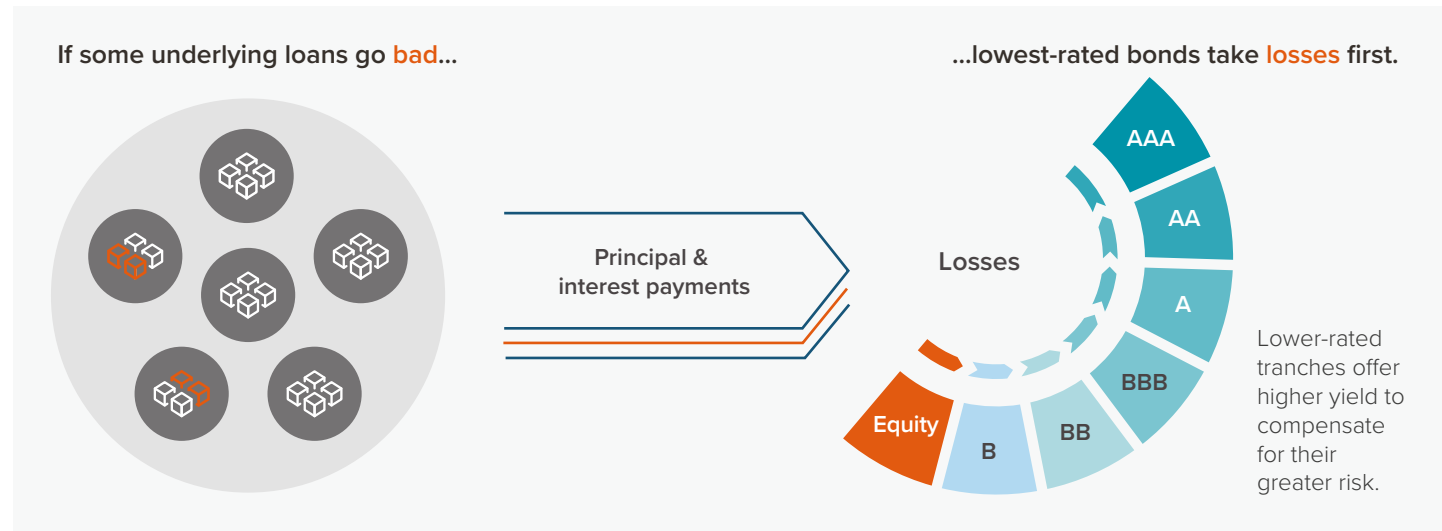 If some underlying loans go bad...
...lowest-rated bonds take losses first.
Principal &
interest payments
Losses
AAA
AA
A
BBB
BB
B
Equity
Lower-rated
tranches offer
higher yield to
compensate
for their
greater risk.